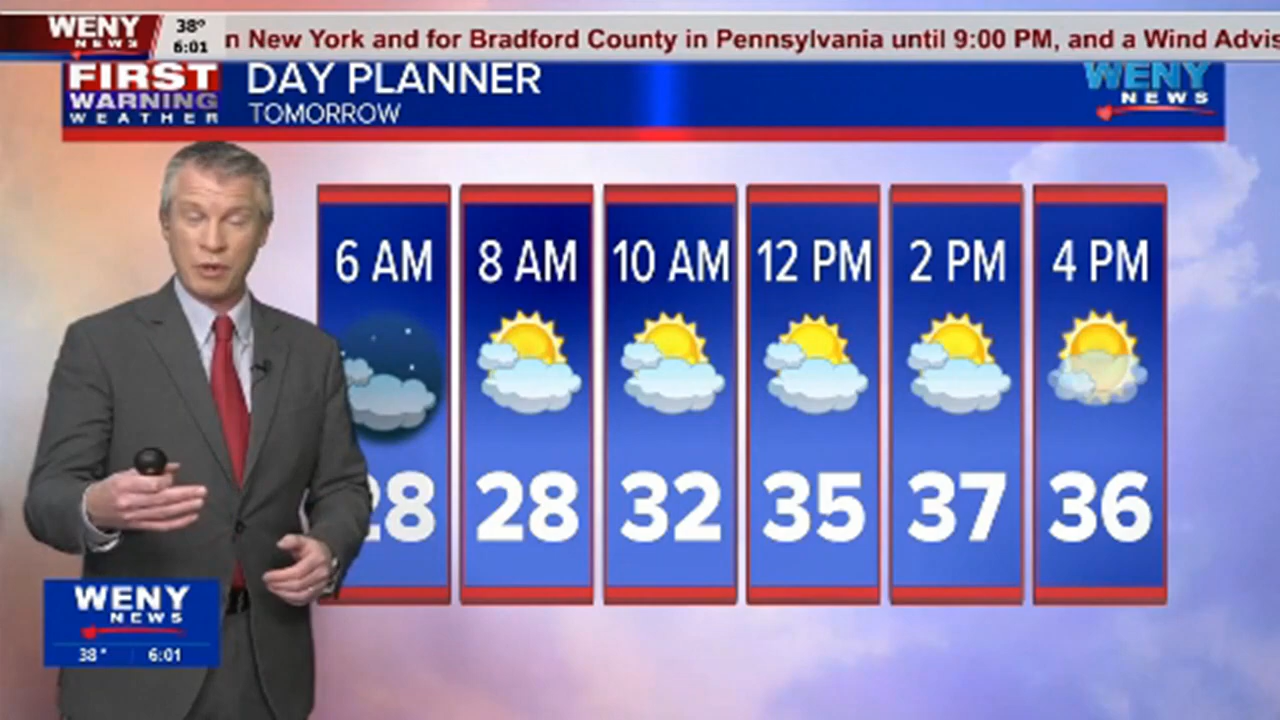 WENY
NEWS
38°
6:01
n New York and for Bradford County in Pennsylvania until 9:00 PM, and a Wind Advis
FIRST
WARNING
WEATHER
DAY PLANNER
TOMORROW
WENY
NEWS
6 AM
8 AM
10 AM
12 PM
2 PM
4 PM
28
28
32
35
37
36
WENY
NEWS
38°
6:01